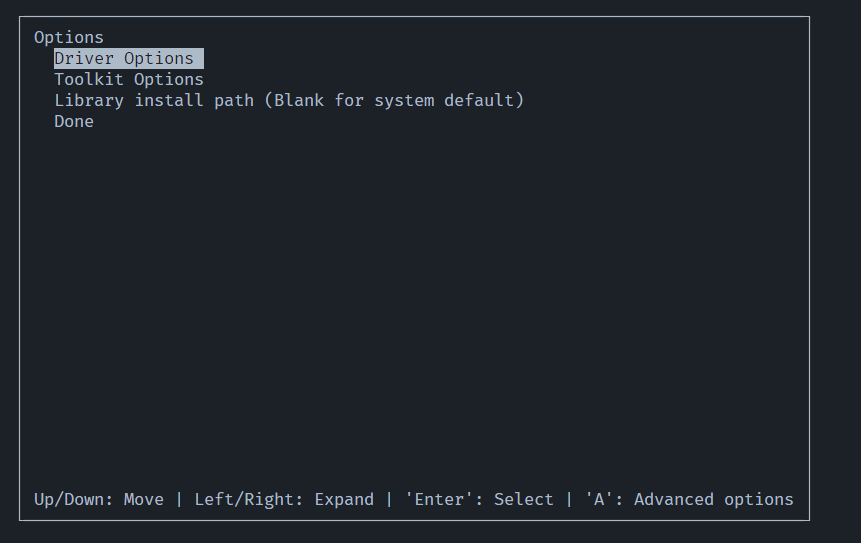 Options
Driver Options
Toolkit Options
Library install path (Blank for system default)
Done
Up/Down: Move | Left/Right: Expand | 'Enter': Select | 'A': Advanced options